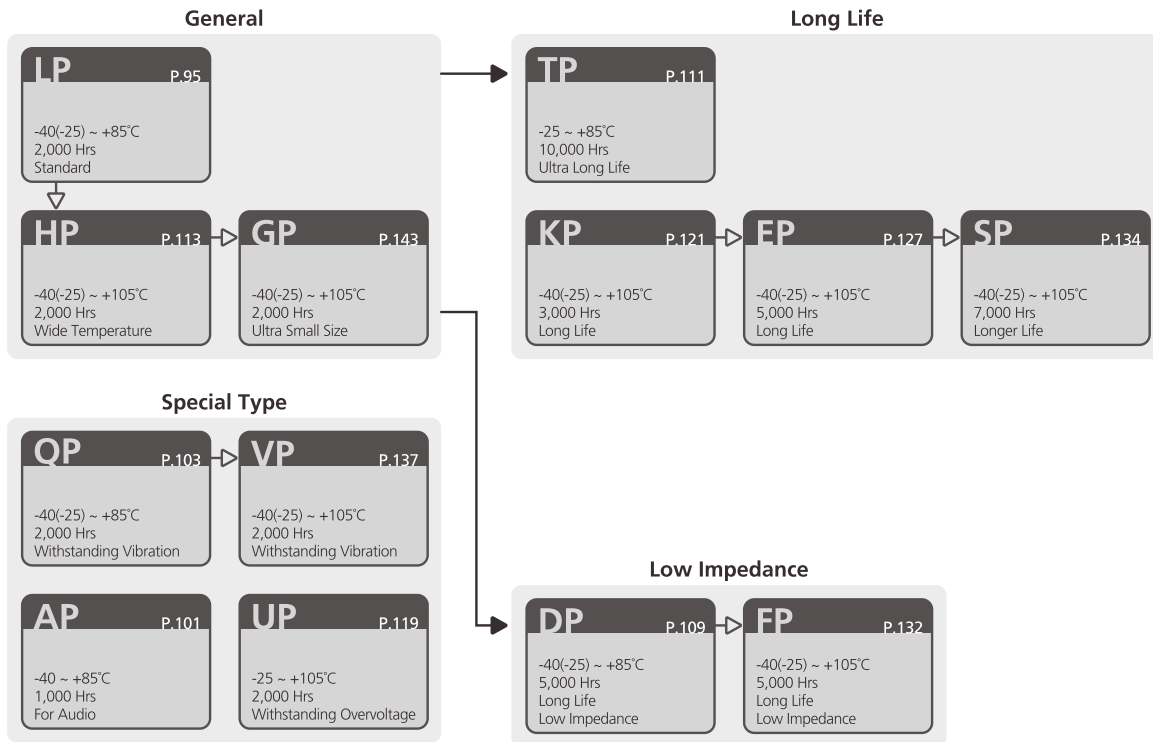 General
LP P.95
-40(-25) ~ +85˚C
2,000 Hrs
Standard
HP P.113
-40(-25) ~ +105˚C
2,000 Hrs
Wide Temperature
GP P.143
-40(-25) ~ +105˚C
2,000 Hrs
Ultra Small Size
Long Life
TP P.111
-25 ~ +85˚C
10,000 Hrs
Ultra Long Life
KP P.121
-40(-25) ~ +105˚C
3,000 Hrs
Long Life
EP P.127
-40(-25) ~ +105˚C
5,000 Hrs
Long Life
SP P.134
-40(-25) ~ +105˚C
7,000 Hrs
Longer Life
Special Type
QP P.103
-40(-25) ~ +85˚C
2,000 Hrs
Withstanding Vibration
VP P.137
-40(-25) ~ +105˚C
2,000 Hrs
Withstanding Vibration
AP P.101
-40 ~ +85˚C
1,000 Hrs
For Audio
UP P.119
-25 ~ +105˚C
2,000 Hrs
Withstanding Overvoltage
Low Impedance
DP P.109
-40(-25) ~ +85˚C
5,000 Hrs
Long Life
Low Impedance
FP P.132
-40(-25) ~ +105˚C
5,000 Hrs
Long Life
Low Impedance